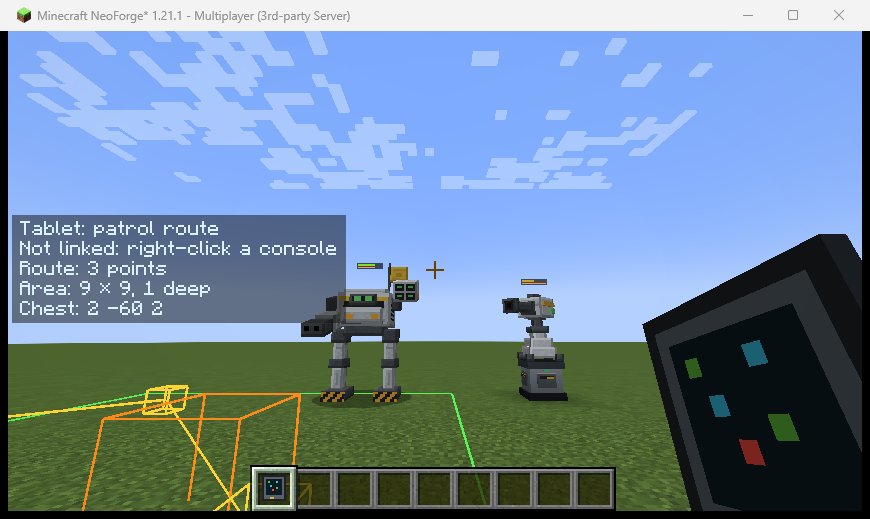 Minecraft NeoForge* 1.21.1 - Multiplayer (3rd-party Server)
Tablet: patrol route
Not linked: right-click a console
Route: 3 points
Area: 9 × 9, 1 deep
Chest: 2 -60 2